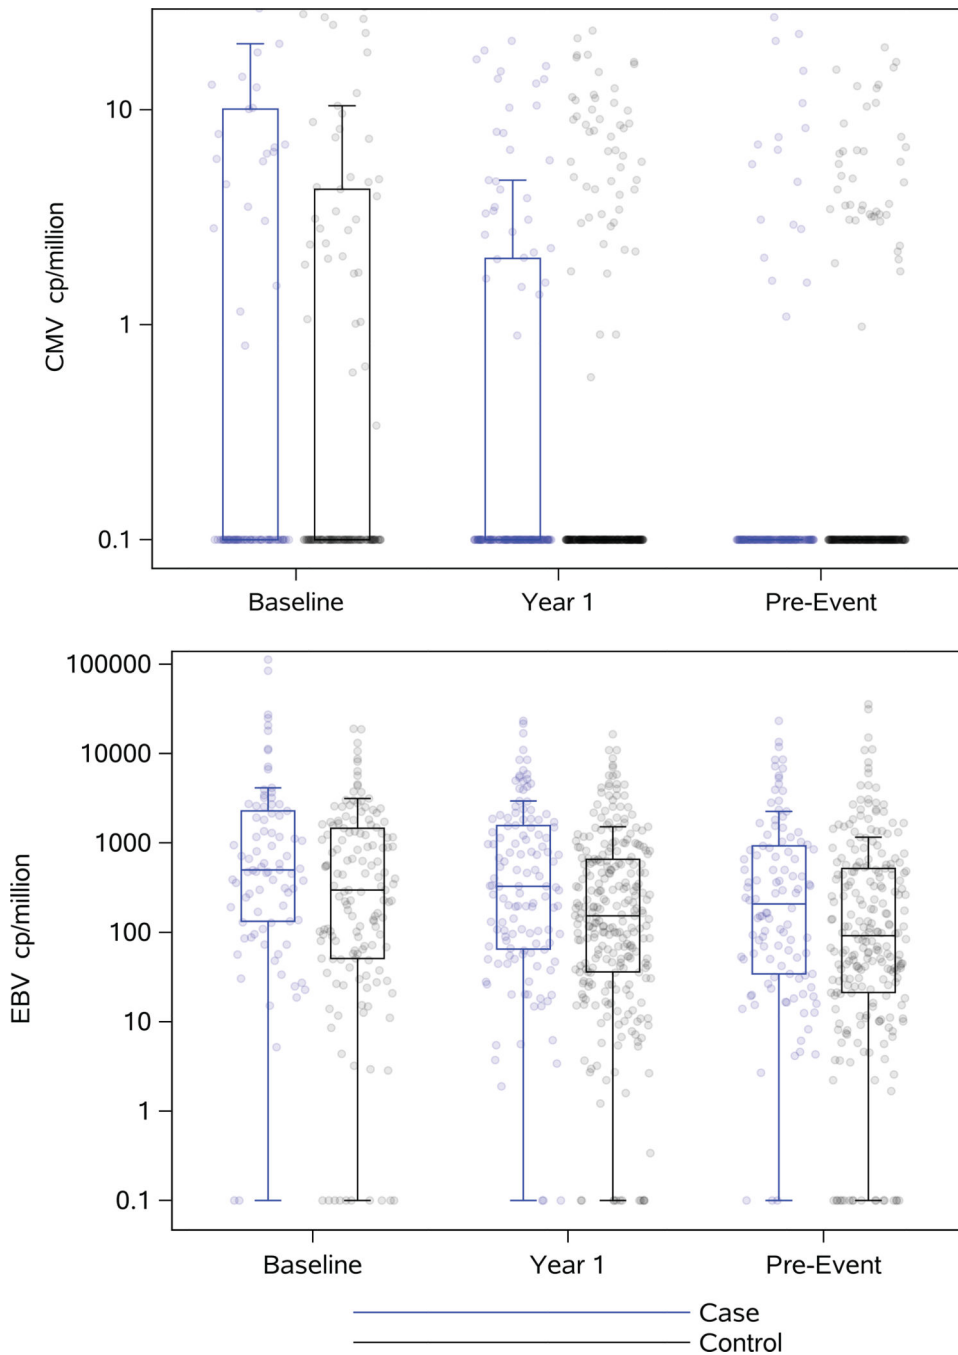 CMV cp/million
10
1
0.1
Baseline Year 1 Pre-Event
EBV cp/million
100000
10000
1000
100
10
1
0.1
Baseline Year 1 Pre-Event
Case
Control